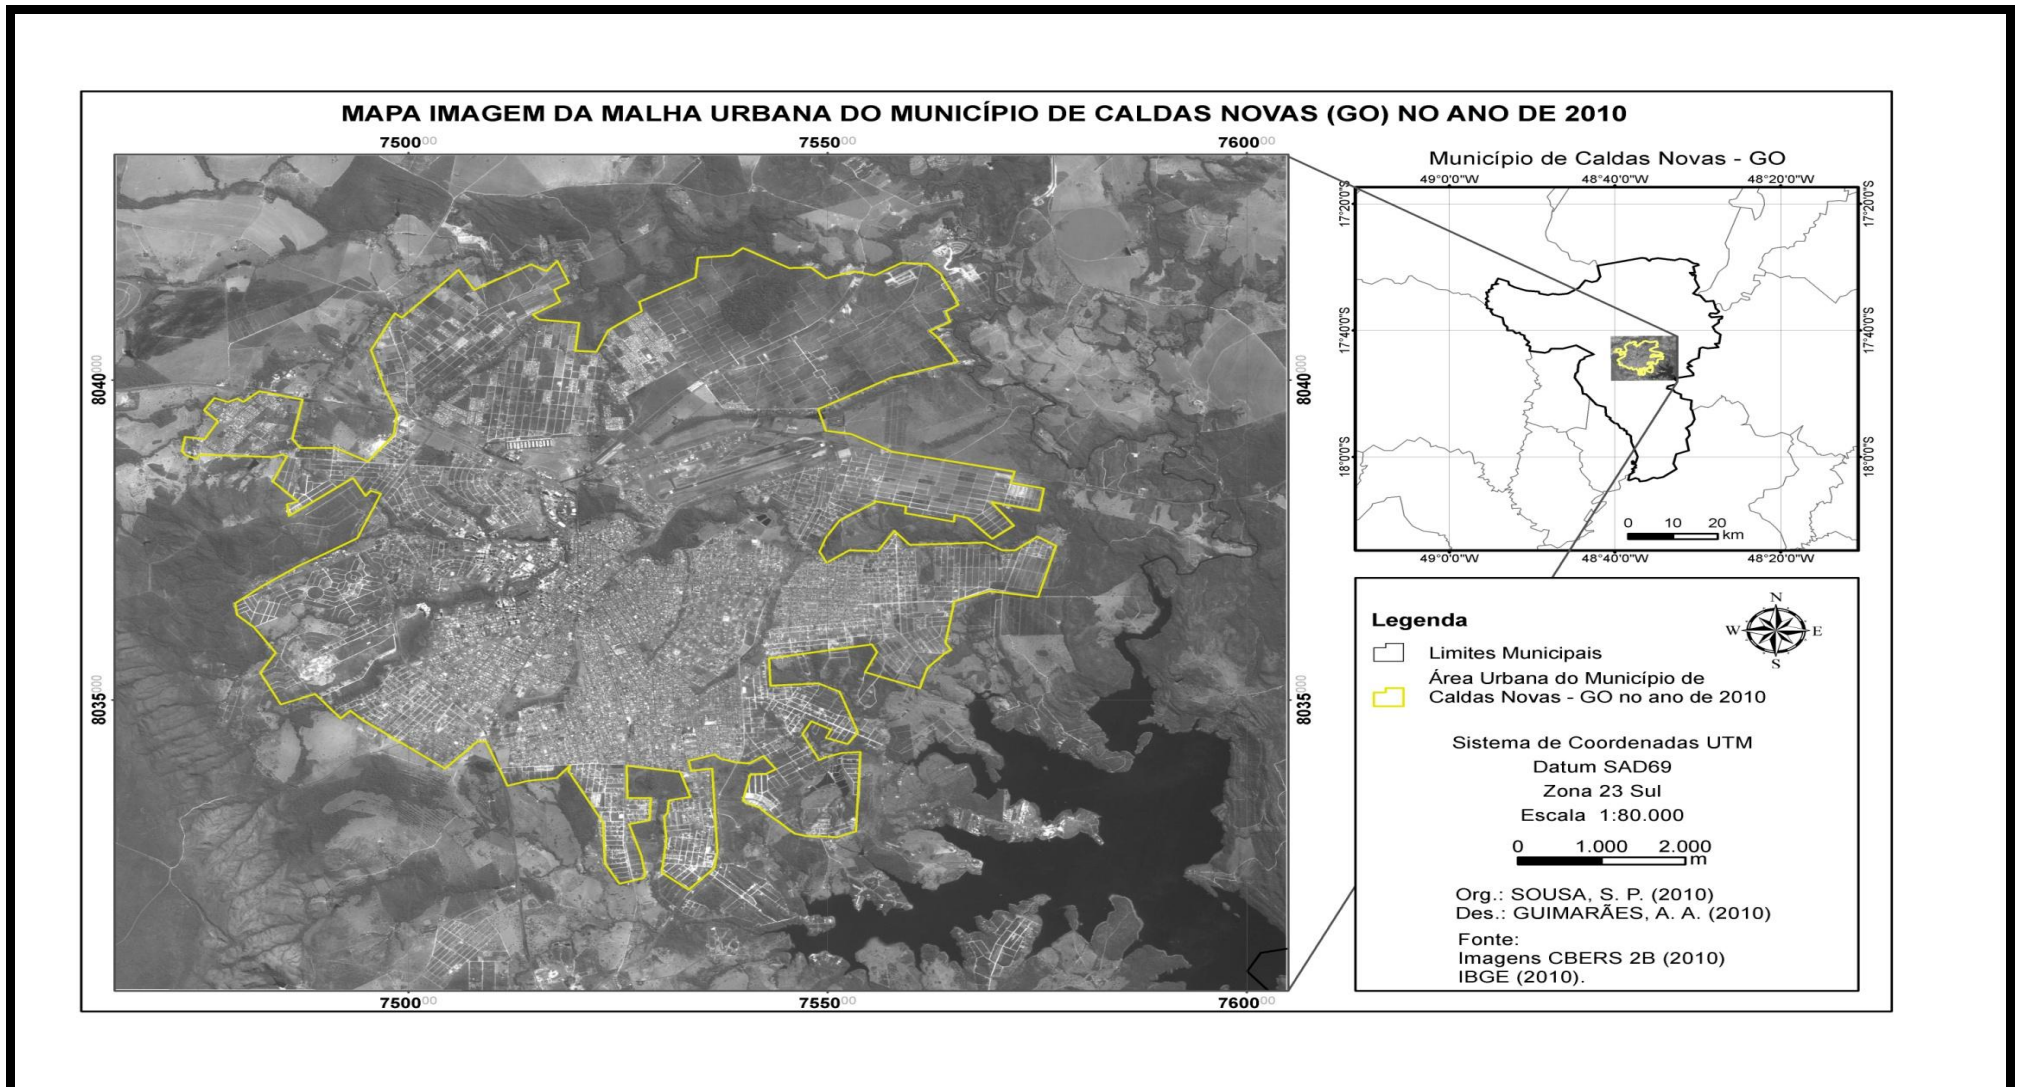 MAPA IMAGEM DA MALHA URBANA DO MUNICÍPIO DE CALDAS NOVAS (GO) NO ANO DE 2010
750000
755000
760000
8040000
8035000
8040000
8035000
750000
755000
760000
Município de Caldas Novas - GO
49°0'0"W
48°40'0"W
48°20'0"W
17°20'0"S
17°40'0"S
18°0'0"S
17°20'0"S
17°40'0"S
18°0'0"S
0 10 20
km
49°0'0"W
48°40'0"W
48°20'0"W
Legenda
N
W
E
S
Limites Municipais
Área Urbana do Município de
Caldas Novas - GO no ano de 2010
Sistema de Coordenadas UTM
Datum SAD69
Zona 23 Sul
Escala 1:80.000
0 1.000 2.000
m
Org.: SOUSA, S. P. (2010)
Des.: GUIMARÃES, A. A. (2010)
Fonte:
Imagens CBERS 2B (2010)
IBGE (2010).